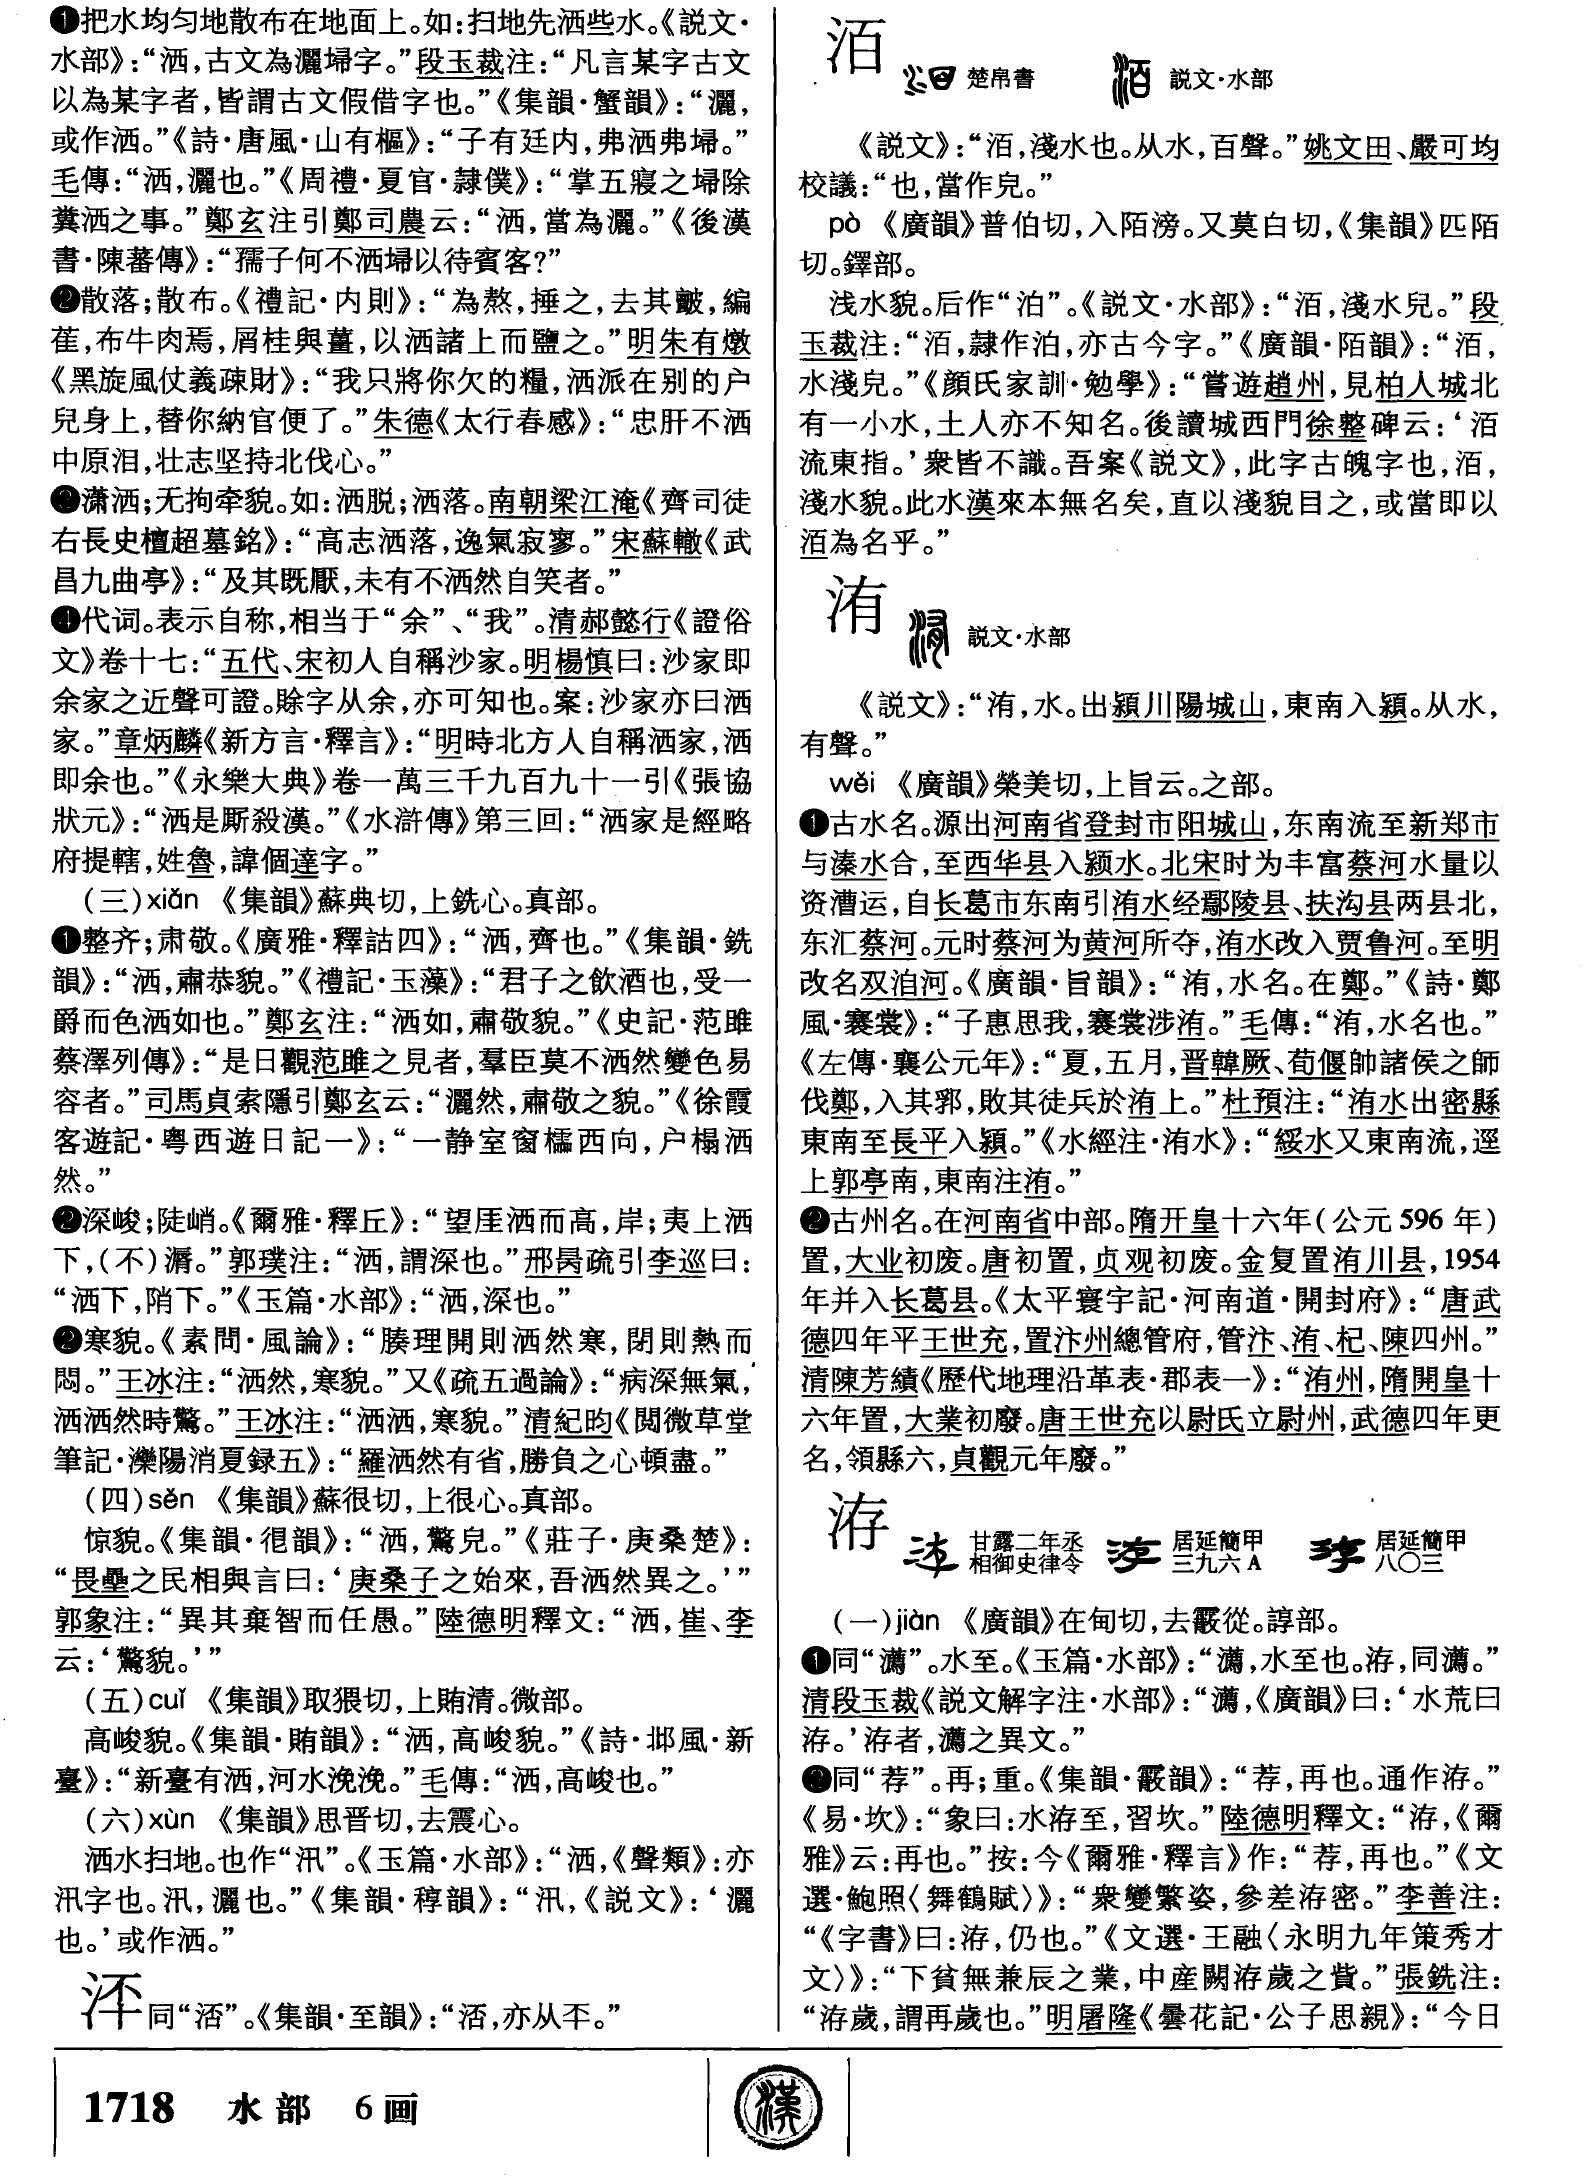 ❶把水均匀地散布在地面上。如:扫地先洒些水。《説文·
水部》:“洒,古文為灑埽字。”段玉裁注:“凡言某字古文
以為某字者,皆謂古文假借字也。”《集韻·蟹韻》:“灑,
或作洒。”《詩·唐風·山有樞》:“子有廷内,弗洒弗埽。”
毛傳:“洒,灑也。”《周禮·夏官·隸僕》:“掌五寢之埽除
糞洒之事。”鄭玄注引鄭司農云:“洒,當為灑。”《後漢
書·陳蕃傳》:“孺子何不洒埽以待賓客?”
❷散落;散布。《禮記·内則》:“為熬,捶之,去其皽,編
萑,布牛肉焉,屑桂與薑,以洒諸上而鹽之。”明朱有燉
《黑旋風仗義疎財》:“我只將你欠的糧,洒派在别的户
兒身上,替你納官便了。”朱德《太行春感》:“忠肝不洒
中原泪,壮志坚持北伐心。”
❸潇洒;无拘牵貌。如:洒脱;洒落。南朝梁江淹《齊司徒
右長史檀超墓銘》:“高志洒落,逸氣寂寥。”宋蘇轍《武
昌九曲亭》:“及其既厭,未有不洒然自笑者。”
❹代词。表示自称,相当于“余”、“我”。清郝懿行《證俗
文》卷十七:“五代、宋初人自稱沙家。明楊慎曰:沙家即
余家之近聲可證。賒字从余,亦可知也。案:沙家亦曰洒
家。”章炳麟《新方言·釋言》:“明時北方人自稱洒家,洒
即余也。”《永樂大典》卷一萬三千九百九十一引《張協
狀元》:“洒是厮殺漢。”《水滸傳》第三回:“洒家是經略
府提轄,姓魯,諱個達字。”
(三)xiǎn 《集韻》蘇典切,上銑心。真部。
❶整齐;肃敬。《廣雅·釋詁四》:“洒,齊也。”《集韻·銑
韻》:“洒,肅恭貌。”《禮記·玉藻》:“君子之飲酒也,受一
爵而色洒如也。”鄭玄注:“洒如,肅敬貌。”《史記·范雎
蔡澤列傳》:“是日觀范雎之見者,羣臣莫不洒然變色易
容者。”司馬貞索隱引鄭玄云:“灑然,肅敬之貌。”《徐霞
客遊記·粤西遊日記一》:“一静室窗櫺西向,户榻洒
然。”
❷深峻;陡峭。《爾雅·釋丘》:“望厓洒而高,岸;夷上洒
下,(不)漘。”郭璞注:“洒,謂深也。”邢昺疏引李巡曰:
“洒下,陗下。”《玉篇·水部》:“洒,深也。”
❷寒貌。《素問·風論》:“腠理開則洒然寒,閉則熱而
悶。”王冰注:“洒然,寒貌。”又《疏五過論》:“病深無氣,
洒洒然時驚。”王冰注:“洒洒,寒貌。”清紀昀《閲微草堂
筆記·灤陽消夏録五》:“羅洒然有省,勝負之心頓盡。”
(四)sěn 《集韻》蘇很切,上很心。真部。
惊貌。《集韻·很韻》:“洒,驚皃。”《莊子·庚桑楚》:
“畏壘之民相與言曰:‘庚桑子之始來,吾洒然異之。’”
郭象注:“異其棄智而任愚。”陸德明釋文:“洒,崔、李
云:‘驚貌。’”
(五)cuǐ 《集韻》取猥切,上賄清。微部。
高峻貌。《集韻·賄韻》:“洒,高峻貌。”《詩·邶風·新
臺》:“新臺有洒,河水浼浼。”毛傳:“洒,高峻也。”
(六)xùn 《集韻》思晋切,去震心。
洒水扫地。也作“汛”。《玉篇·水部》:“洒,《聲類》:亦
汛字也。汛,灑也。”《集韻·稕韻》:“汛,《説文》:‘灑
也。’或作洒。”
㳅同“湁”。《集韻·至韻》:“湁,亦从㔻。”
洦 楚帛書 説文·水部
《説文》:“洦,淺水也。从水,百聲。”姚文田、嚴可均
校議:“也,當作皃。”
pò 《廣韻》普伯切,入陌滂。又莫白切,《集韻》匹陌
切。鐸部。
浅水貌。后作“泊”。《説文·水部》:“洦,淺水皃。”段
玉裁注:“洦,隸作泊,亦古今字。”《廣韻·陌韻》:“洦,
水淺皃。”《顔氏家訓·勉學》:“嘗遊趙州,見柏人城北
有一小水,土人亦不知名。後讀城西門徐整碑云:‘洦
流東指。’衆皆不識。吾案《説文》,此字古魄字也,洦,
淺水貌。此水漢來本無名矣,直以淺貌目之,或當即以
洦為名乎。”
洧 説文·水部
《説文》:“洧,水。出潁川陽城山,東南入潁。从水,
有聲。”
wěi 《廣韻》榮美切,上旨云。之部。
❶古水名。源出河南省登封市阳城山,东南流至新郑市
与溱水合,至西华县入颍水。北宋时为丰富蔡河水量以
资漕运,自长葛市东南引洧水经鄢陵县、扶沟县两县北,
东汇蔡河。元时蔡河为黄河所夺,洧水改入贾鲁河。至明
改名双洎河。《廣韻·旨韻》:“洧,水名。在鄭。”《詩·鄭
風·褰裳》:“子惠思我,褰裳涉洧。”毛傳:“洧,水名也。”
《左傳·襄公元年》:“夏,五月,晋韓厥、荀偃帥諸侯之師
伐鄭,入其郛,敗其徒兵於洧上。”杜預注:“洧水出密縣
東南至長平入潁。”《水經注·洧水》:“綏水又東南流,逕
上郭亭南,東南注洧。”
❷古州名。在河南省中部。隋开皇十六年(公元596年)
置,大业初废。唐初置,贞观初废。金复置洧川县,1954
年并入长葛县。《太平寰宇記·河南道·開封府》:“唐武
德四年平王世充,置汴州總管府,管汴、洧、杞、陳四州。”
清陳芳績《歷代地理沿革表·郡表一》:“洧州,隋開皇十
六年置,大業初廢。唐王世充以尉氏立尉州,武德四年更
名,領縣六,貞觀元年廢。”
洊 甘露二年丞相御史律令 居延簡甲三九六A 居延簡甲八〇三
(一)jiàn 《廣韻》在甸切,去霰從。諄部。
❶同“瀳”。水至。《玉篇·水部》:“瀳,水至也。洊,同瀳。”
清段玉裁《説文解字注·水部》:“瀳,《廣韻》曰:‘水荒曰
洊。’洊者,瀳之異文。”
❷同“荐”。再;重。《集韻·霰韻》:“荐,再也。通作洊。”
《易·坎》:“象曰:水洊至,習坎。”陸德明釋文:“洊,《爾
雅》云:再也。”按:今《爾雅·釋言》作:“荐,再也。”《文
選·鮑照〈舞鶴賦〉》:“衆變繁姿,參差洊密。”李善注:
“《字書》曰:洊,仍也。”《文選·王融〈永明九年策秀才
文〉》:“下貧無兼辰之業,中産闕洊歲之貲。”張銑注:
“洊歲,謂再歲也。”明屠隆《曇花記·公子思親》:“今日
1718 水部 6画
漢